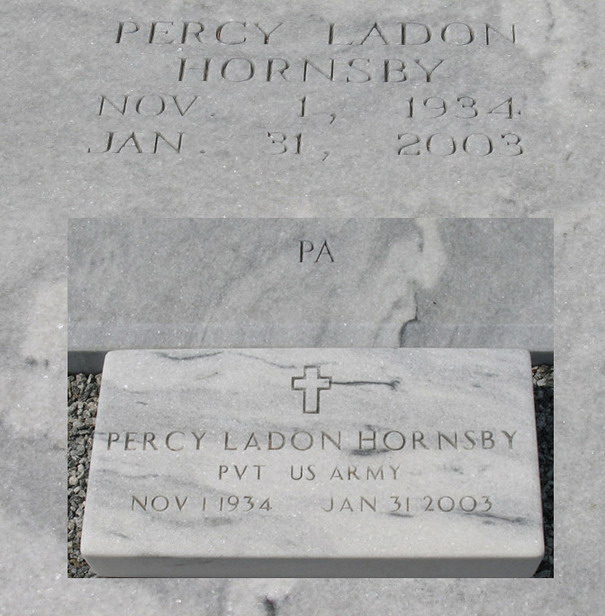 PERCY LADON
HORNSBY
NOV. 1, 1934
JAN. 31, 2003
PA
PERCY LADON HORNSBY
PVT US ARMY
NOV 1 1934 JAN 31 2003